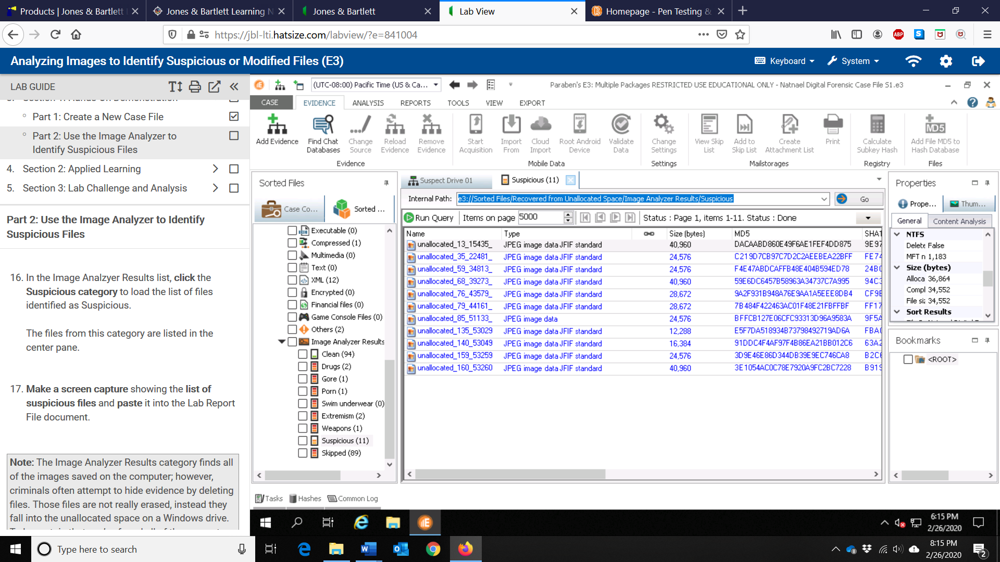 Products | Jones & Bartlett
Jones & Bartlett Learning N
Jones & Bartlett
Lab View
Homepage - Pen Testing &
https://jbl-lti.hatsize.com/labview/?e=841004
ABP
S
Analyzing Images to Identify Suspicious or Modified Files (E3)
Keyboard
System
LAB GUIDE
Part 1: Create a New Case File
Part 2: Use the Image Analyzer to
Identify Suspicious Files
4. Section 2: Applied Learning
5. Section 3: Lab Challenge and Analysis
Part 2: Use the Image Analyzer to Identify
Suspicious Files
16. In the Image Analzyer Results list, click the
Suspicious category to load the list of files
identified as Suspicious.
The files from this category are listed in the
center pane.
17. Make a screen capture showing the list of
suspicious files and paste it into the Lab Report
File document.
Note: The Image Analyzer Results category finds all
of the images saved on the computer; however,
criminals often attempt to hide evidence by deleting
files. Those files are not really erased, instead they
fall into the unallocated space on a Windows drive.
(UTC-08:00) Pacific Time (US & Ca...
Paraben's E3: Multiple Packages RESTRICTED USE EDUCATIONAL ONLY - Natnael Digital Forensic Case File S1.e3
CASE
EVIDENCE
ANALYSIS
REPORTS
TOOLS
VIEW
EXPORT
Add Evidence
Find Chat
Databases
Change
Source
Reload
Evidence
Remove
Evidence
Evidence
Start
Acquisition
Import
From
Cloud
Import
Root Android
Device
Validate
Data
Mobile Data
Change
Settings
Settings
View Skip
List
Add to
Skip List
Create
Attachment List
Print
Mailstorages
Calculate
Subkey Hash
Registry
MD5
Add File MD5 to
Hash Database
Files
Sorted Files
Case Co...
Sorted ...
Executable (0)
Compressed (1)
Multimedia (0)
Text (0)
XML (12)
Encrypted (0)
Financial files (0)
Game Console Files (0)
Others (2)
Image Analyzer Results
Clean (94)
Drugs (2)
Gore (1)
Porn (1)
Swim underwear (0)
Extremism (2)
Weapons (1)
Suspicious (11)
Skipped (89)
Suspect Drive 01
Suspicious (11)
Internal Path: e3://Sorted Files/Recovered from Unallocated Space/Image Analyzer Results/Suspicious
Go
Run Query
Items on page 5000
Status : Page 1, items 1-11. Status : Done
Name Type Size (bytes) MD5 SHA1
unallocated_13_15435_ JPEG image data JFIF standard 40,960 DACAABD860E49F6AE1FEF4DD875 9E97
unallocated_35_22481_ JPEG image data JFIF standard 24,576 C219D7CB97C7D2C2AEEBEA22BFF FE74
unallocated_59_34813_ JPEG image data JFIF standard 24,576 F4E47ABDCAFFB48E404B594ED78 24B0
unallocated_68_39273_ JPEG image data JFIF standard 40,960 59E6DC6457B58963A34737C7A995 94C3
unallocated_76_43579_ JPEG image data JFIF standard 28,672 9A2F931B948A76E9AA1A5EEE8DB4 CF9E
unallocated_79_44161_ JPEG image data JFIF standard 28,672 7B484F422463AC01F48E21FBFFBF FF17
unallocated_85_51133_ JPEG image data 24,576 BFFCB127E06CFC93313D96A9583A 9F5A
unallocated_135_53029 JPEG image data JFIF standard 12,288 E5F7DA518934B73798492719AD6A FBAC
unallocated_140_53049 JPEG image data JFIF standard 16,384 91DDC4F4AF97F4B86EA21BB012C6 63A2
unallocated_159_53259 JPEG image data JFIF standard 24,576 3D9E46E86D344DB39E9EC746CA8 B2C6
unallocated_160_53260 JPEG image data JFIF standard 40,960 3E1054AC0C78E7920A9FC2BC7228 B919
Properties
Prope...
Thum...
General
Content Analysis
NTFS
Delete False
MFT n 1,183
Size (bytes)
Alloca 36,864
Compl 34,552
File si: 34,552
Sort Results
Bookmarks
<ROOT>
Tasks
Hashes
Common Log
6:15 PM
2/26/2020
Type here to search
8:15 PM
2/26/2020
2